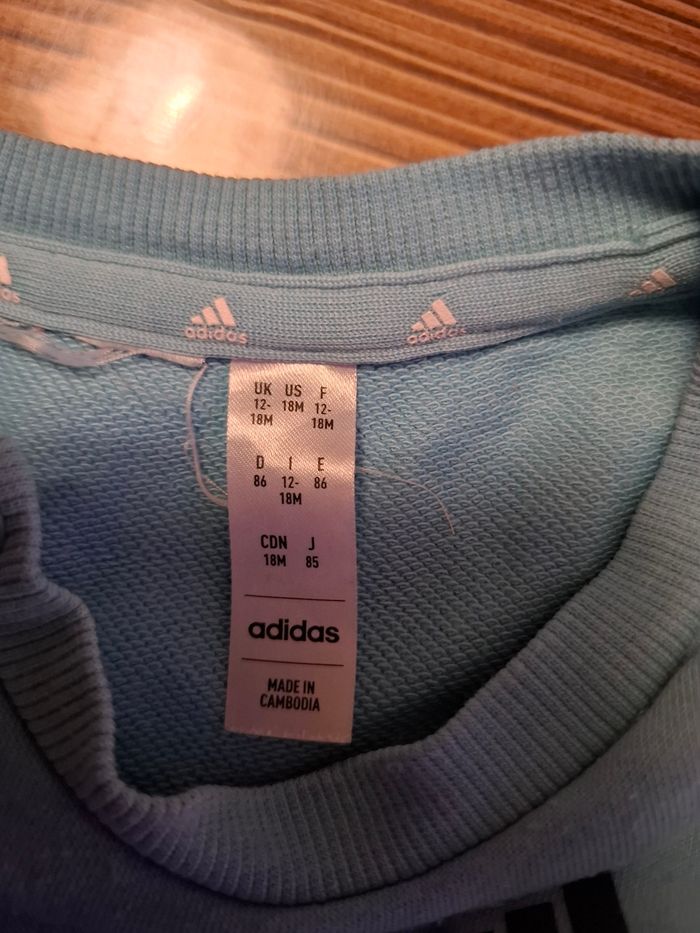 adidas
adidas
UK US F
12- 18M 12-
18M 18M
D I E
86 12- 86
18M
CDN J
18M 85
adidas
MADE IN
CAMBODIA